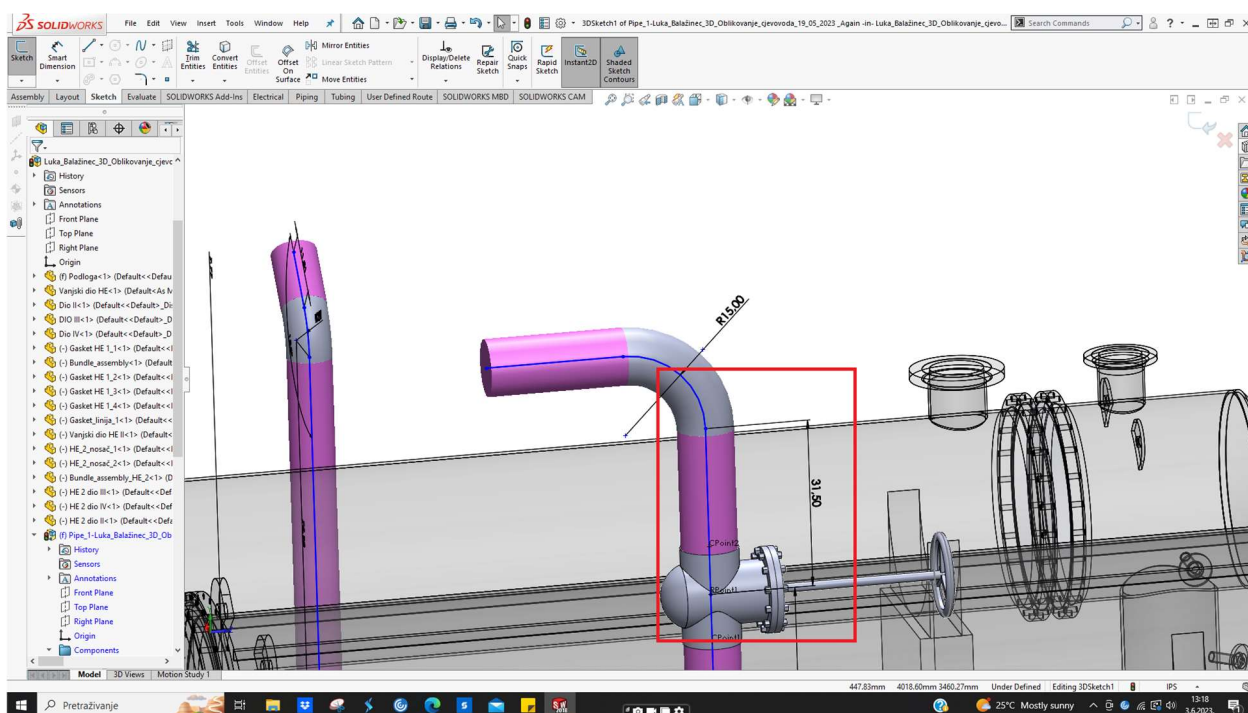 SOLIDWORKS File Edit View Insert Tools Window Help 3DSketch1 of Pipe_1-Luka_Balažinec_3D_Oblikovanje_cjevovoda_19_05_2023 _Again -in- Luka_Balažinec_3D_Oblikovanje_cjevo... Search Commands
Sketch
Smart Dimension
Trim Entities
Convert Entities
Offset Entities
Offset On Surface
Mirror Entities
Linear Sketch Pattern
Move Entities
Display/Delete Relations
Repair Sketch
Quick Snaps
Rapid Sketch
Instant2D
Shaded Sketch Contours
Assembly Layout Sketch Evaluate SOLIDWORKS Add-Ins Electrical Piping Tubing User Defined Route SOLIDWORKS MBD SOLIDWORKS CAM
Luka_Balažinec_3D_Oblikovanje_cjevc
History
Sensors
Annotations
Front Plane
Top Plane
Right Plane
Origin
(f) Podloga<1> (Default<<Defau
Vanjski dio HE<1> (Default<As M
Dio II<1> (Default<<Default>_Dis
DIO III<1> (Default<<Default>_D
Dio IV<1> (Default<<Default>_D
(-) Gasket HE 1_1<1> (Default<<
(-) Bundle_assembly<1> (Default
(-) Gasket HE 1_2<1> (Default<<
(-) Gasket HE 1_3<1> (Default<<
(-) Gasket HE 1_4<1> (Default<<
(-) Gasket_linija_1<1> (Default<<
(-) Vanjski dio HE II<1> (Default<
(-) HE_2_nosač_1<1> (Default<<
(-) HE_2_nosač_2<1> (Default<<
(-) Bundle_assembly_HE_2<1> (D
(-) HE 2 dio III<1> (Default<<Def
(-) HE 2 dio IV<1> (Default<<Def
(-) HE 2 dio II<1> (Default<<Defa
(f) Pipe_1-Luka_Balažinec_3D_Ob
History
Sensors
Annotations
Front Plane
Top Plane
Right Plane
Origin
Components
R15,00
31,50
CPoint2
CPoint1
Model 3D Views Motion Study 1
447.83mm 4018.60mm 3460.27mm Under Defined Editing 3DSketch1 IPS
Pretraživanje
25°C Mostly sunny
13:18
3.6.2023.